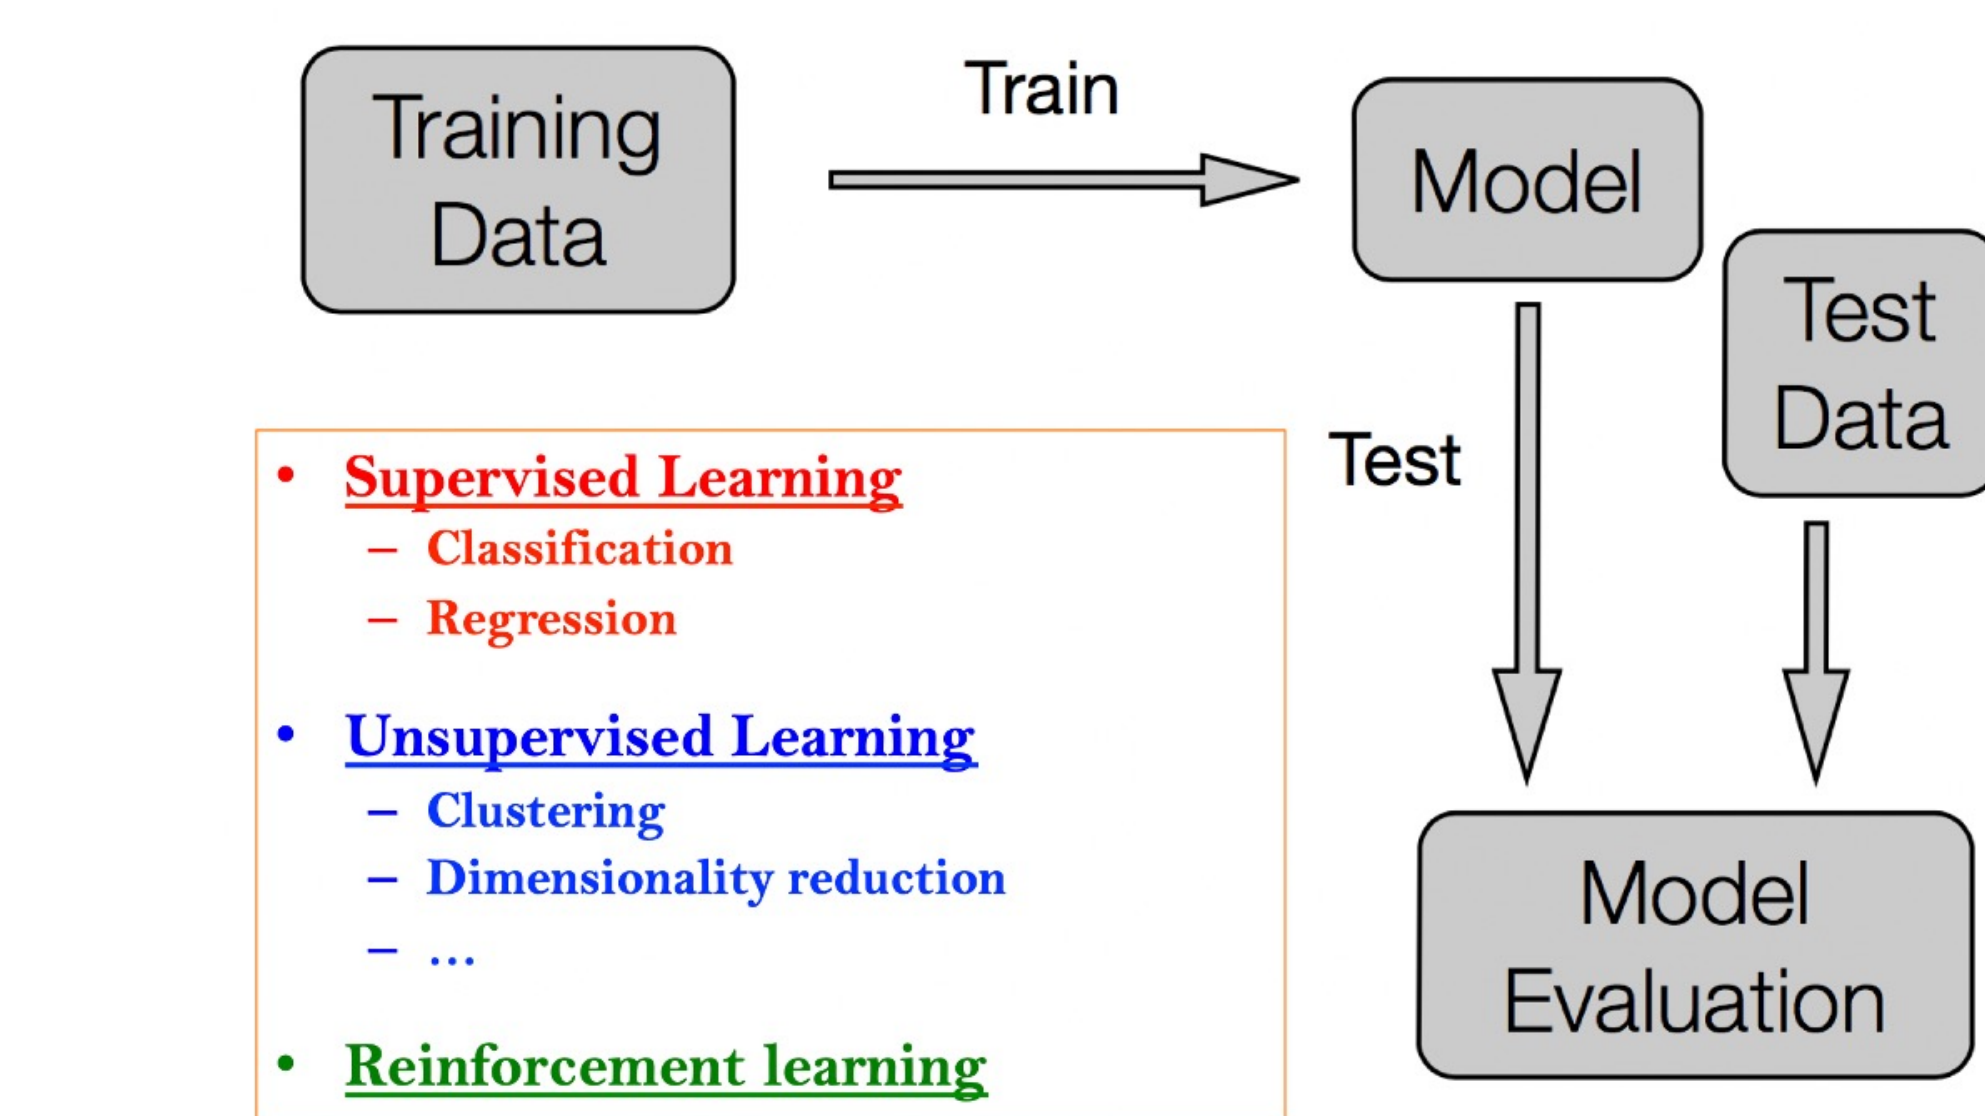 Training
Data
Train
Model
Test
Data
Test
• Supervised Learning
– Classification
– Regression
• Unsupervised Learning
– Clustering
– Dimensionality reduction
– ...
• Reinforcement learning
Model
Evaluation